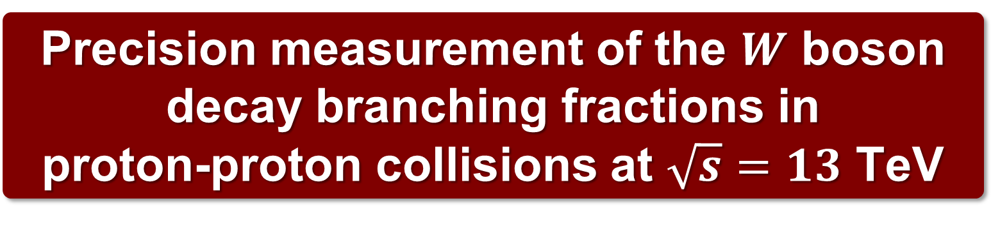 Precision measurement of the 𝑊 boson
decay branching fractions in
proton-proton collisions at √𝑠 = 13 TeV